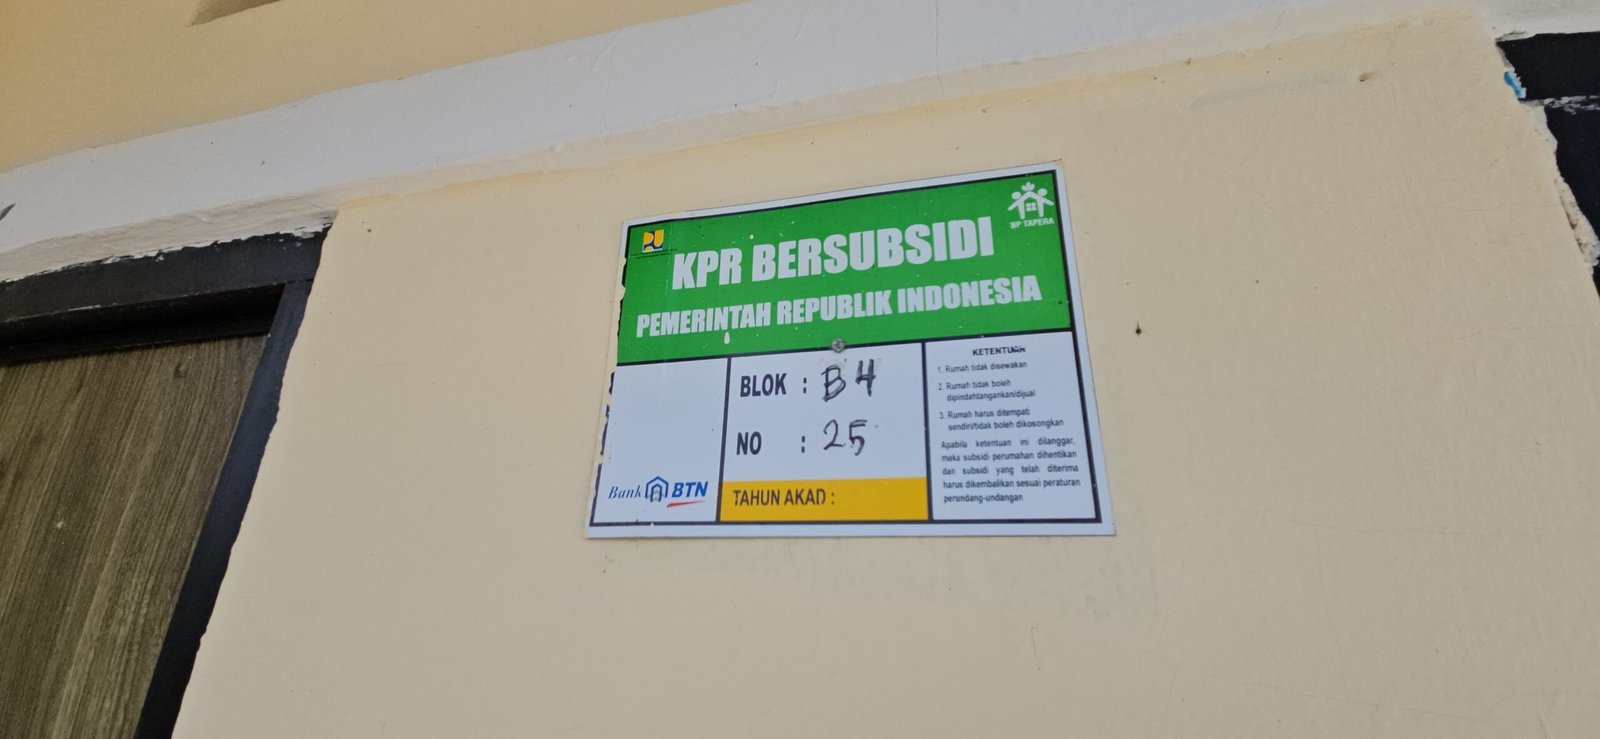 PU
BP TAPERA
KPR BERSUBSIDI
PEMERINTAH REPUBLIK INDONESIA
BLOK : B4
NO : 25
Bank BTN
TAHUN AKAD :
KETENTUAN
1. Rumah tidak disewakan
2. Rumah tidak boleh
dipindahtangankan/dijual
3. Rumah harus ditempati
sendiri/tidak boleh dikosongkan
Apabila ketentuan ini dilanggar,
maka subsidi perumahan dihentikan
dan subsidi yang telah diterima
harus dikembalikan sesuai peraturan
perundang-undangan